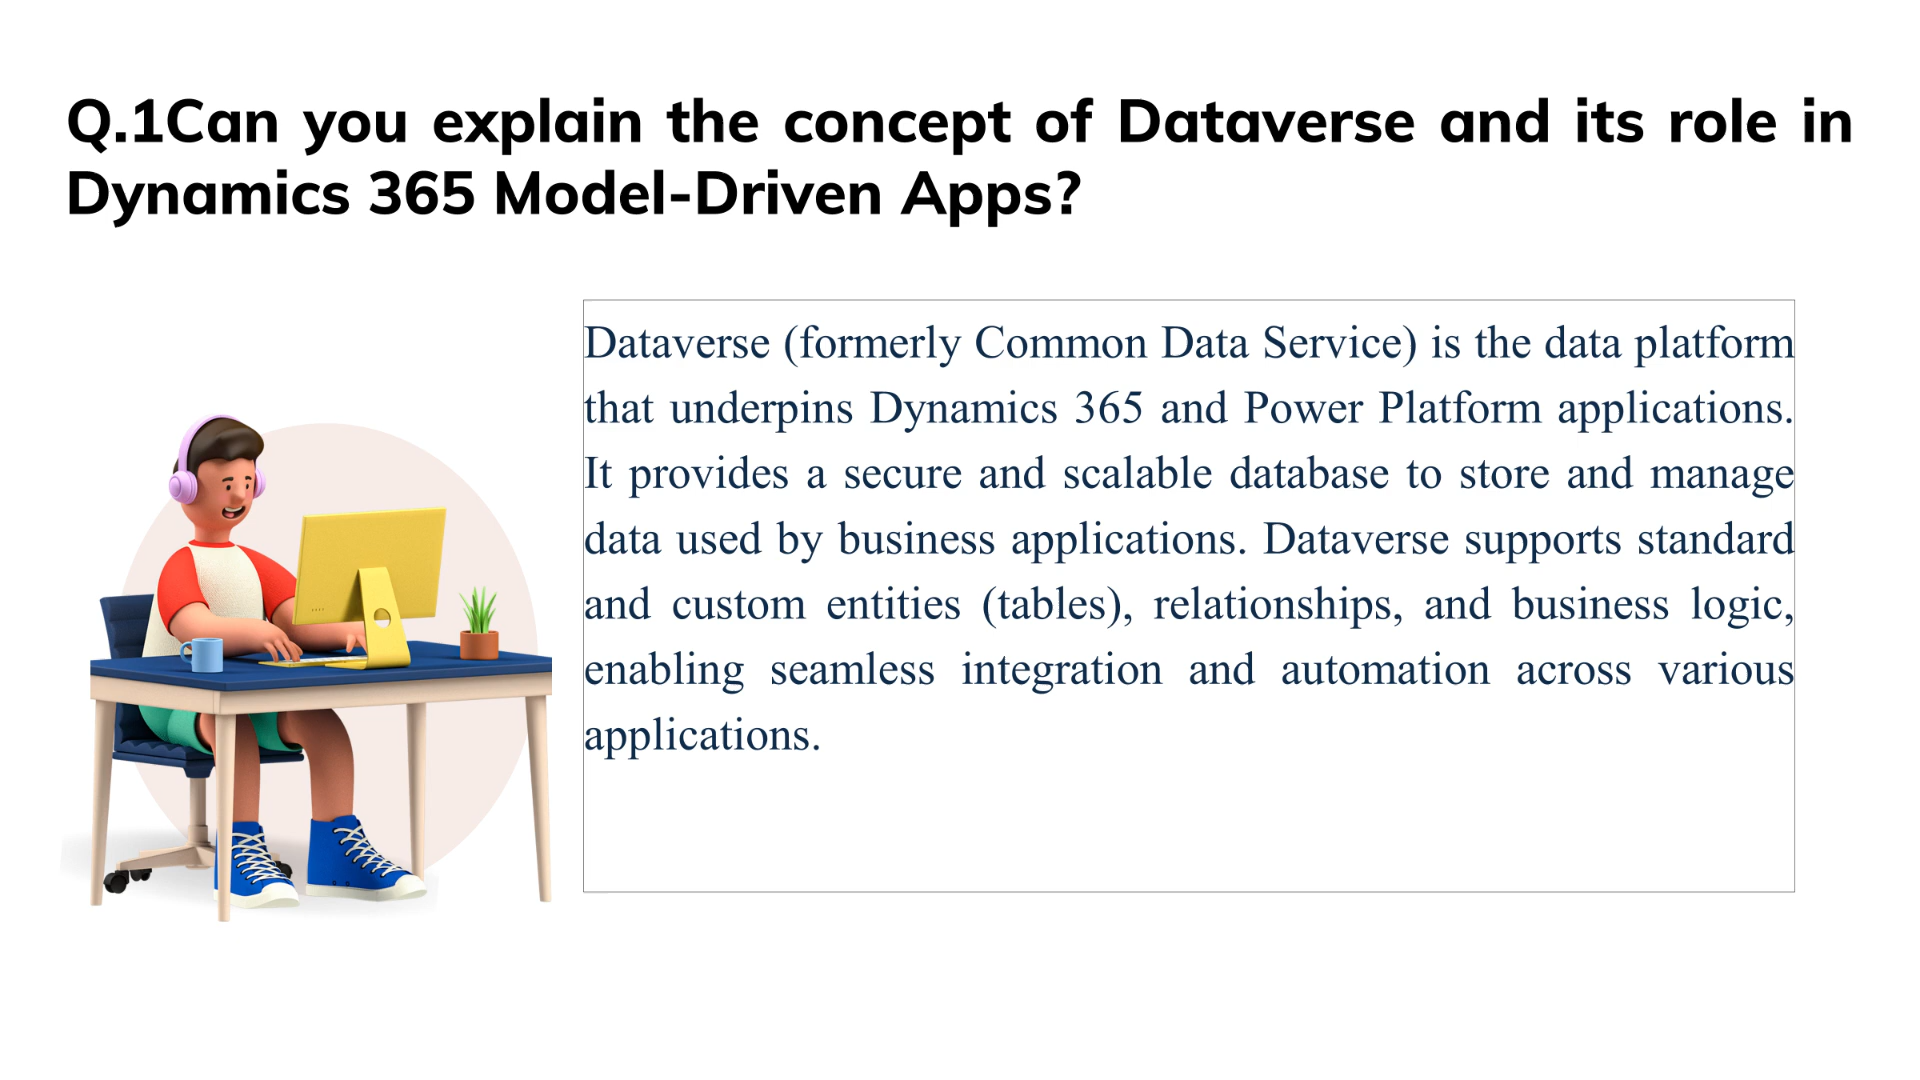 Q.1Can you explain the concept of Dataverse and its role in
Dynamics 365 Model-Driven Apps?
Dataverse (formerly Common Data Service) is the data platform
that underpins Dynamics 365 and Power Platform applications.
It provides a secure and scalable database to store and manage
data used by business applications. Dataverse supports standard
and custom entities (tables), relationships, and business logic,
enabling seamless integration and automation across various
applications.